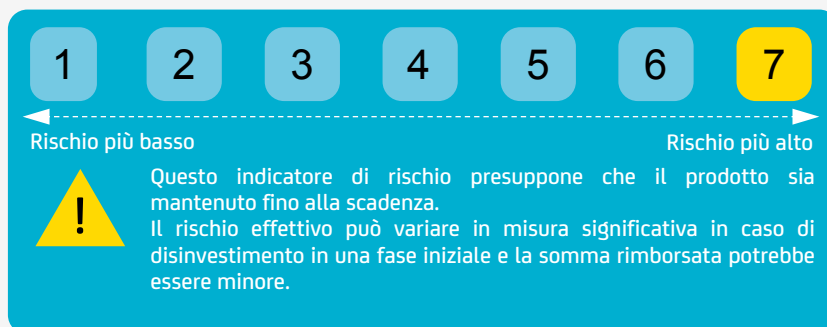 1 2 3 4 5 6 7
Rischio più basso Rischio più alto
Questo indicatore di rischio presuppone che il prodotto sia
mantenuto fino alla scadenza.
!
Il rischio effettivo può variare in misura significativa in caso di
disinvestimento in una fase iniziale e la somma rimborsata potrebbe
essere minore.